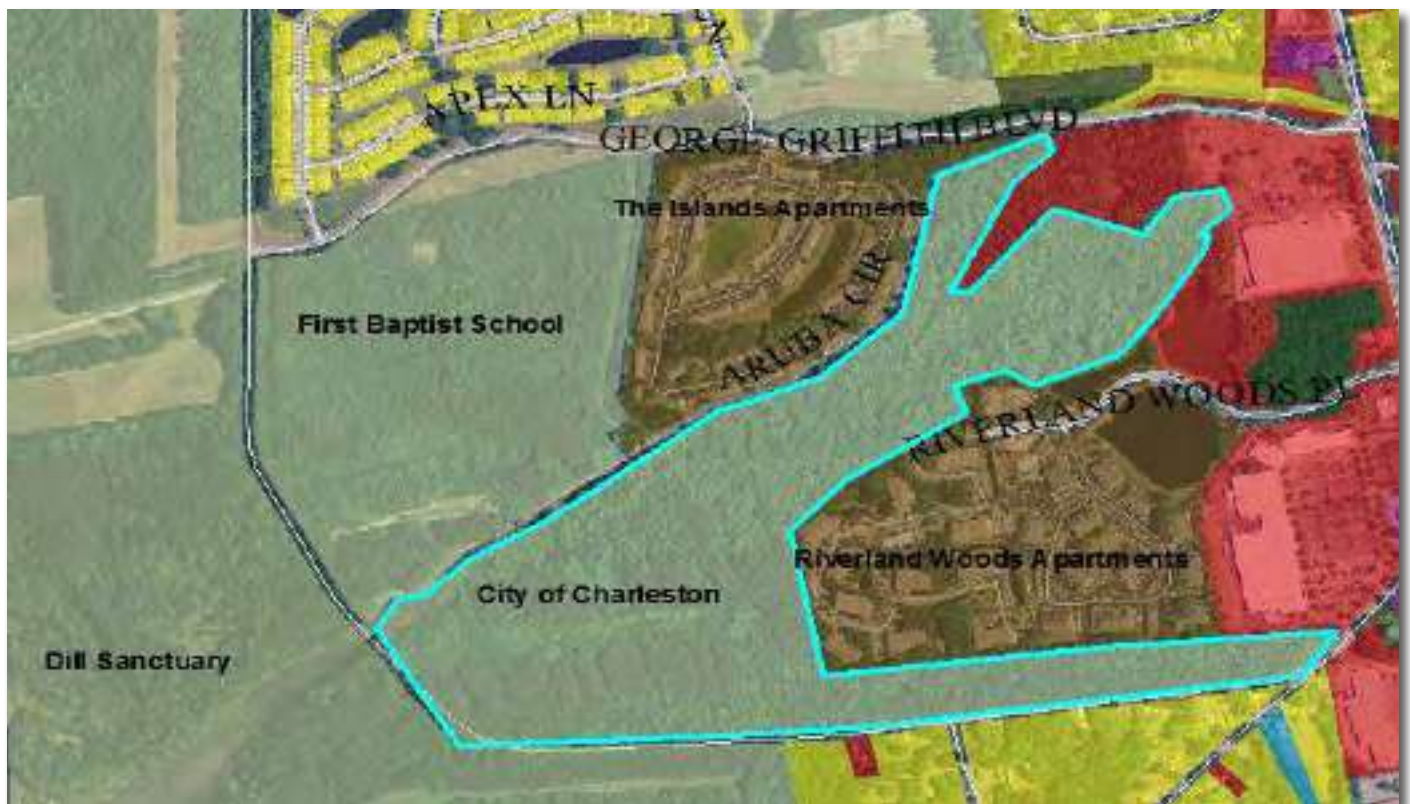 APEX LN
GEORGE GRIFFITH BLVD
The Islands Apartments
ARUBA CIR
First Baptist School
RIVERLAND WOODS PL
Riverland Woods Apartments
City of Charleston
Dill Sanctuary